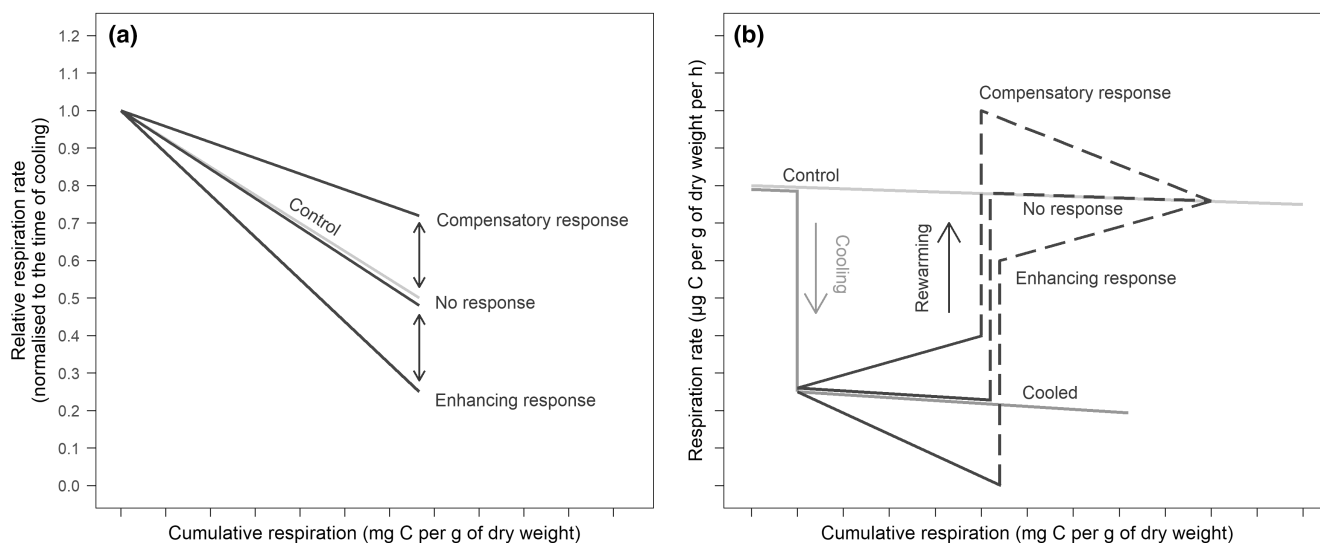 (a)
Relative respiration rate
(normalised to the time of cooling)
1.2
1.1
1.0
0.9
0.8
0.7
0.6
0.5
0.4
0.3
0.2
0.1
0.0
Control
Compensatory response
No response
Enhancing response
Cumulative respiration (mg C per g of dry weight)
(b)
Respiration rate (µg C per g of dry weight per h)
Compensatory response
Control
No response
Cooling
Rewarming
Enhancing response
Cooled
Cumulative respiration (mg C per g of dry weight)